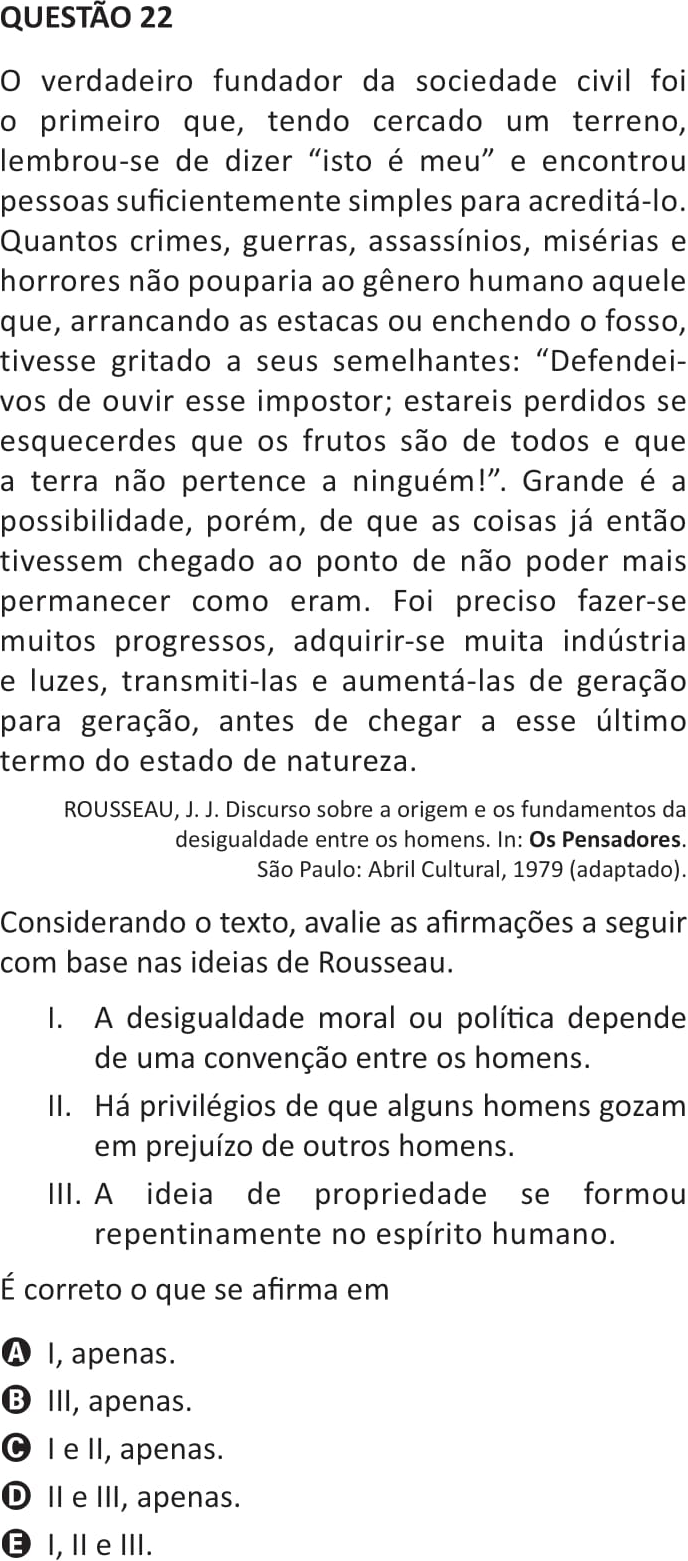 QUESTÃO 22
O verdadeiro fundador da sociedade civil foi
o primeiro que, tendo cercado um terreno,
lembrou-se de dizer “isto é meu” e encontrou
pessoas suficientemente simples para acreditá-lo.
Quantos crimes, guerras, assassínios, misérias e
horrores não pouparia ao gênero humano aquele
que, arrancando as estacas ou enchendo o fosso,
tivesse gritado a seus semelhantes: “Defendei-
vos de ouvir esse impostor; estareis perdidos se
esquecerdes que os frutos são de todos e que
a terra não pertence a ninguém!”. Grande é a
possibilidade, porém, de que as coisas já então
tivessem chegado ao ponto de não poder mais
permanecer como eram. Foi preciso fazer-se
muitos progressos, adquirir-se muita indústria
e luzes, transmiti-las e aumentá-las de geração
para geração, antes de chegar a esse último
termo do estado de natureza.
ROUSSEAU, J. J. Discurso sobre a origem e os fundamentos da
desigualdade entre os homens. In: Os Pensadores.
São Paulo: Abril Cultural, 1979 (adaptado).
Considerando o texto, avalie as afirmações a seguir
com base nas ideias de Rousseau.
I. A desigualdade moral ou política depende
de uma convenção entre os homens.
II. Há privilégios de que alguns homens gozam
em prejuízo de outros homens.
III. A ideia de propriedade se formou
repentinamente no espírito humano.
É correto o que se afirma em
A I, apenas.
B III, apenas.
C I e II, apenas.
D II e III, apenas.
E I, II e III.